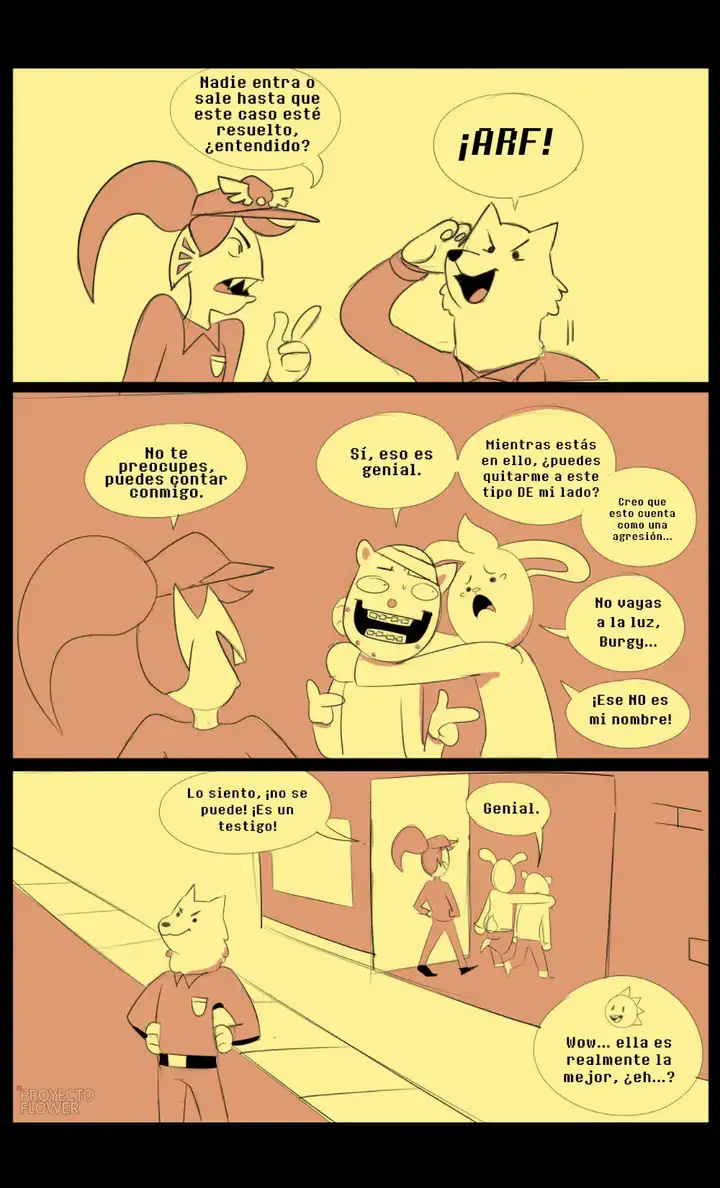 Nadie entra o
sale hasta que
este caso esté
resuelto,
¿entendido?
¡ARF!
No te
preocupes,
puedes contar
conmigo.
Sí, eso es
genial.
Mientras estás
en ello, ¿puedes
quitarme a este
tipo DE mi lado?
Creo que
esto cuenta
como una
agresión...
No vayas
a la luz,
Burgy...
¡Ese NO es
mi nombre!
Lo siento, ¡no se
puede! ¡Es un
testigo!
Genial.
Wow... ella es
realmente la
mejor, ¿eh...?
PROYECTO
FLOWER